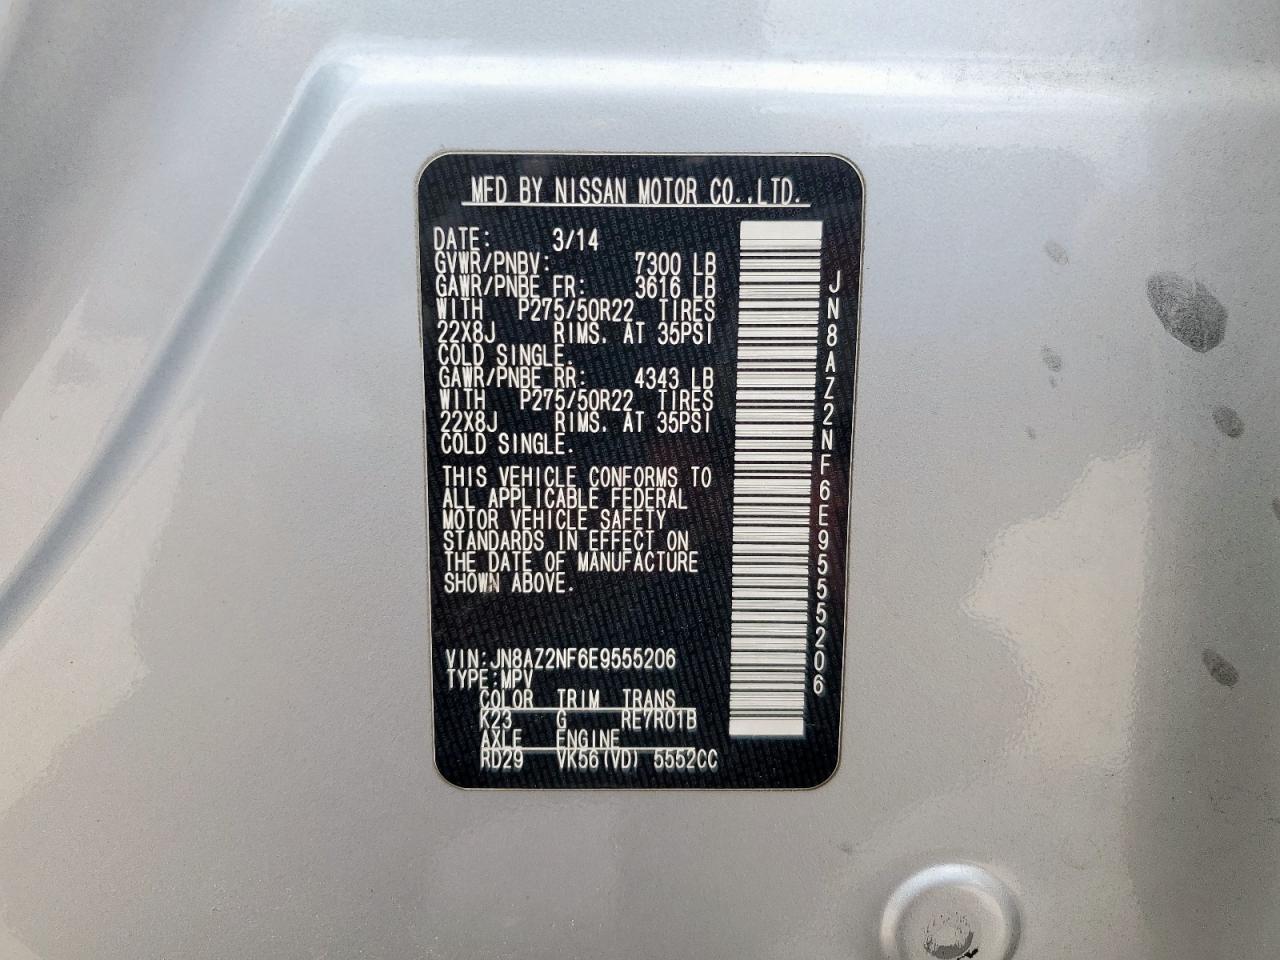 MFD BY NISSAN MOTOR CO.,LTD.
DATE: 3/14
GVWR/PNBV: 7300 LB
GAWR/PNBE FR: 3616 LB
WITH P275/50R22 TIRES
22X8J RIMS. AT 35PSI
COLD SINGLE.
GAWR/PNBE RR: 4343 LB
WITH P275/50R22 TIRES
22X8J RIMS. AT 35PSI
COLD SINGLE.
THIS VEHICLE CONFORMS TO
ALL APPLICABLE FEDERAL
MOTOR VEHICLE SAFETY
STANDARDS IN EFFECT ON
THE DATE OF MANUFACTURE
SHOWN ABOVE.
VIN:JN8AZ2NF6E9555206
TYPE:MPV
COLOR TRIM TRANS
K23 G RE7R01B
AXLE ENGINE
RD29 VK56(VD) 5552CC
JN8AZ2NF6E9555206